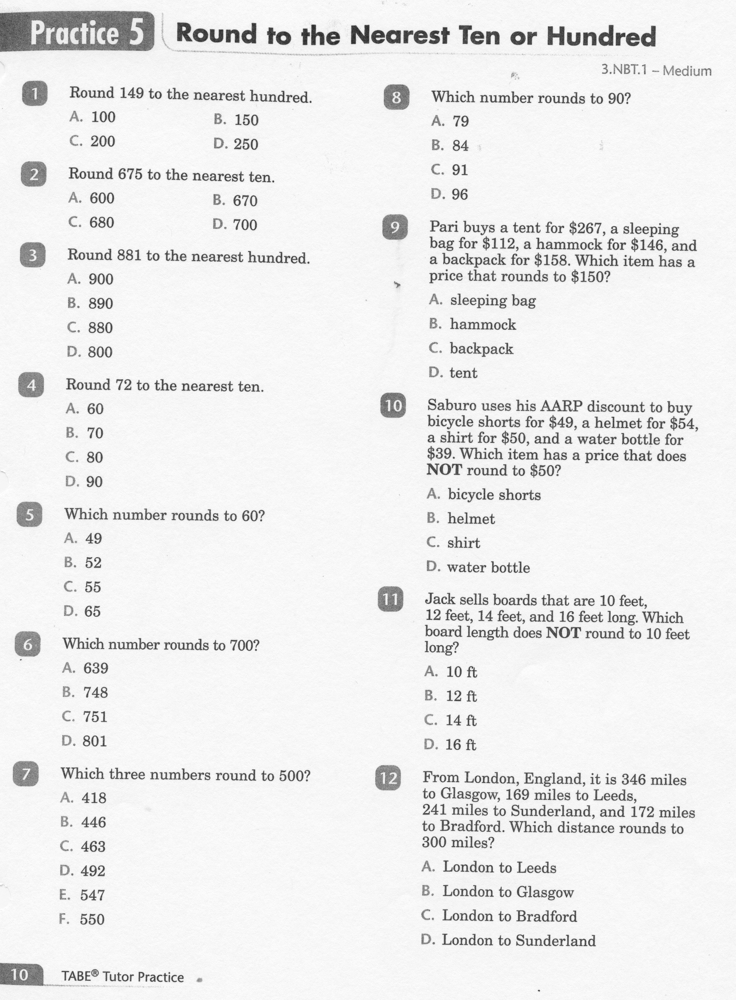 Practice 5
Round to the Nearest Ten or Hundred
3.NBT.1 – Medium
1 Round 149 to the nearest hundred.
A. 100 B. 150
C. 200 D. 250
2 Round 675 to the nearest ten.
A. 600 B. 670
C. 680 D. 700
3 Round 881 to the nearest hundred.
A. 900
B. 890
C. 880
D. 800
4 Round 72 to the nearest ten.
A. 60
B. 70
C. 80
D. 90
5 Which number rounds to 60?
A. 49
B. 52
C. 55
D. 65
6 Which number rounds to 700?
A. 639
B. 748
C. 751
D. 801
7 Which three numbers round to 500?
A. 418
B. 446
C. 463
D. 492
E. 547
F. 550
8 Which number rounds to 90?
A. 79
B. 84
C. 91
D. 96
9 Pari buys a tent for $267, a sleeping
bag for $112, a hammock for $146, and
a backpack for $158. Which item has a
price that rounds to $150?
A. sleeping bag
B. hammock
C. backpack
D. tent
10 Saburo uses his AARP discount to buy
bicycle shorts for $49, a helmet for $54,
a shirt for $50, and a water bottle for
$39. Which item has a price that does
NOT round to $50?
A. bicycle shorts
B. helmet
C. shirt
D. water bottle
11 Jack sells boards that are 10 feet,
12 feet, 14 feet, and 16 feet long. Which
board length does NOT round to 10 feet
long?
A. 10 ft
B. 12 ft
C. 14 ft
D. 16 ft
12 From London, England, it is 346 miles
to Glasgow, 169 miles to Leeds,
241 miles to Sunderland, and 172 miles
to Bradford. Which distance rounds to
300 miles?
A. London to Leeds
B. London to Glasgow
C. London to Bradford
D. London to Sunderland
10 TABE® Tutor Practice